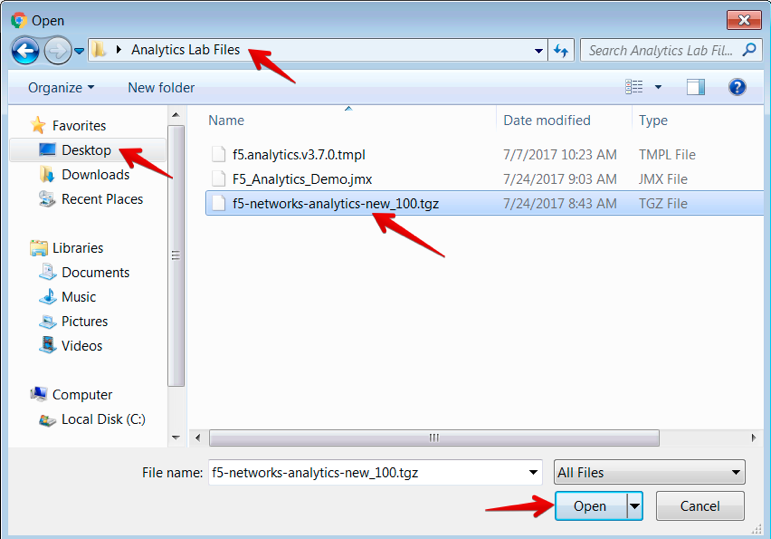 Open
Analytics Lab Files
Search Analytics Lab Fil...
Organize New folder
Favorites
Desktop
Downloads
Recent Places
Libraries
Documents
Music
Pictures
Videos
Computer
Local Disk (C:)
Name Date modified Type
f5.analytics.v3.7.0.tmpl 7/7/2017 10:23 AM TMPL File
F5_Analytics_Demo.jmx 7/24/2017 9:03 AM JMX File
f5-networks-analytics-new_100.tgz 7/24/2017 8:43 AM TGZ File
File name: f5-networks-analytics-new_100.tgz All Files
Open Cancel